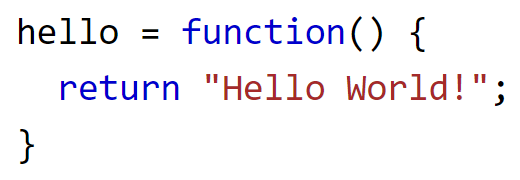 hello = function() {
  return "Hello World!";
}